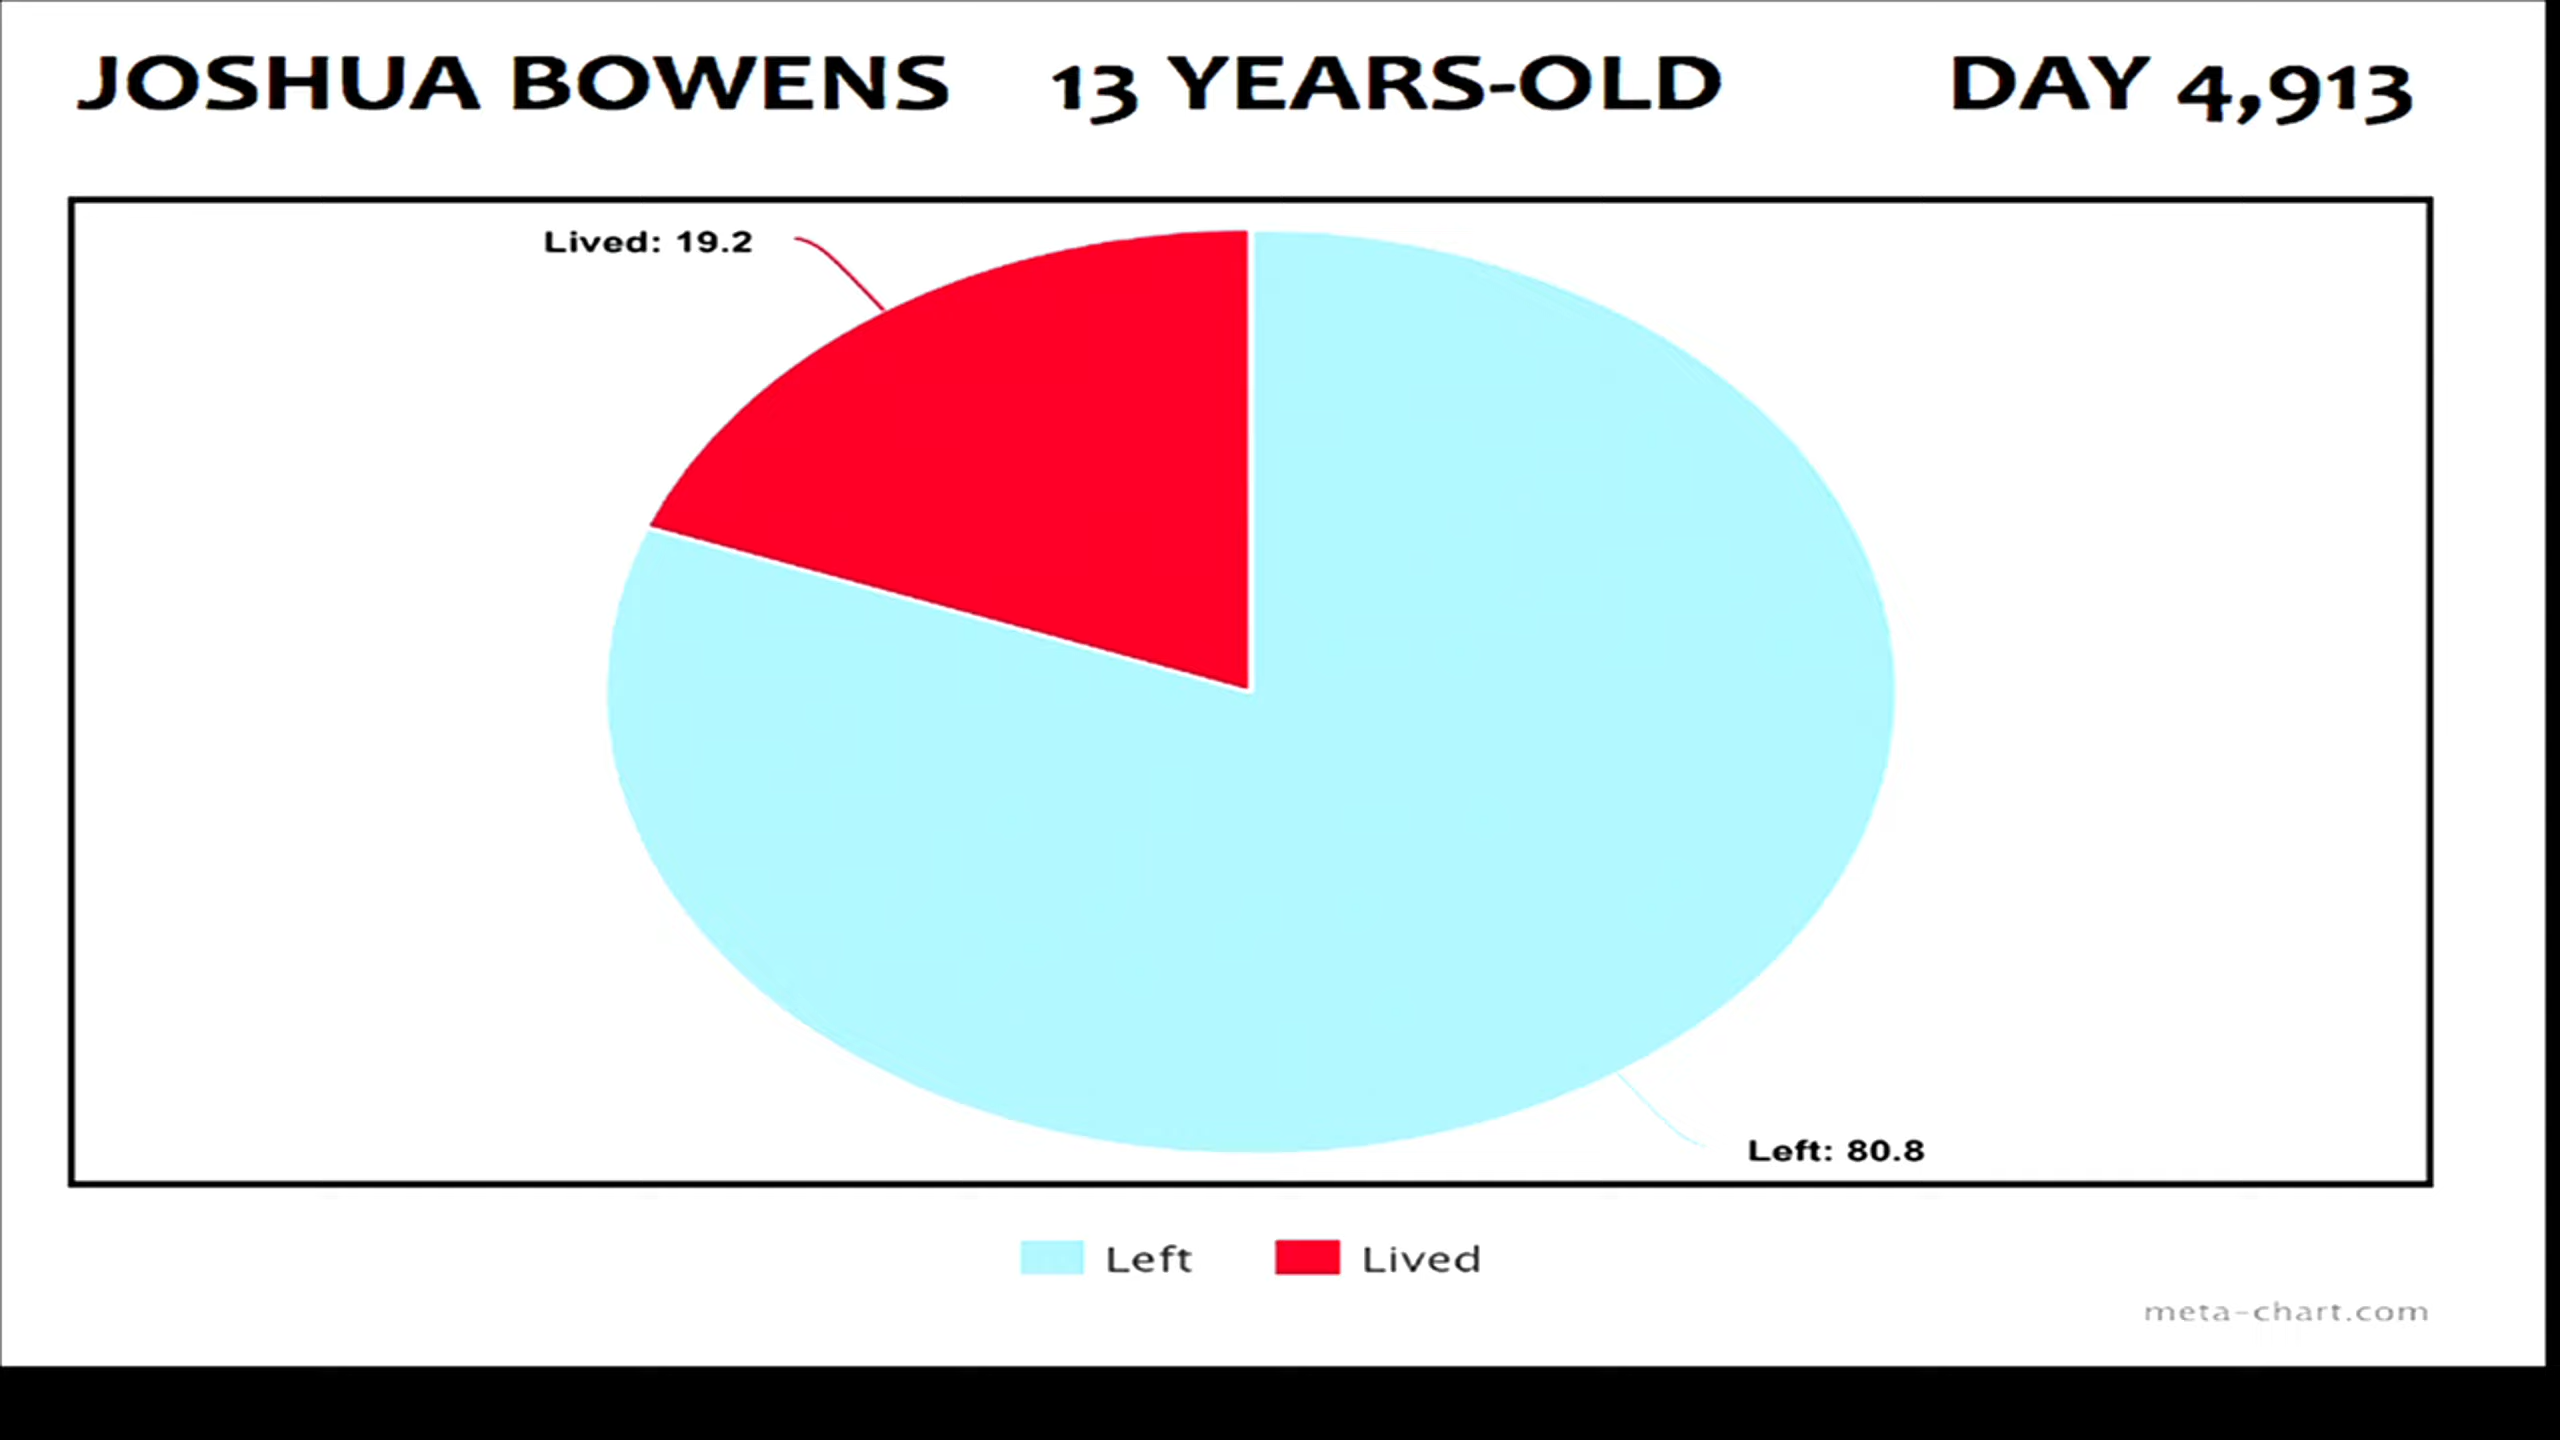 JOSHUA BOWENS 13 YEARS-OLD DAY 4,913
Lived: 19.2
Left: 80.8
Left Lived
meta-chart.com